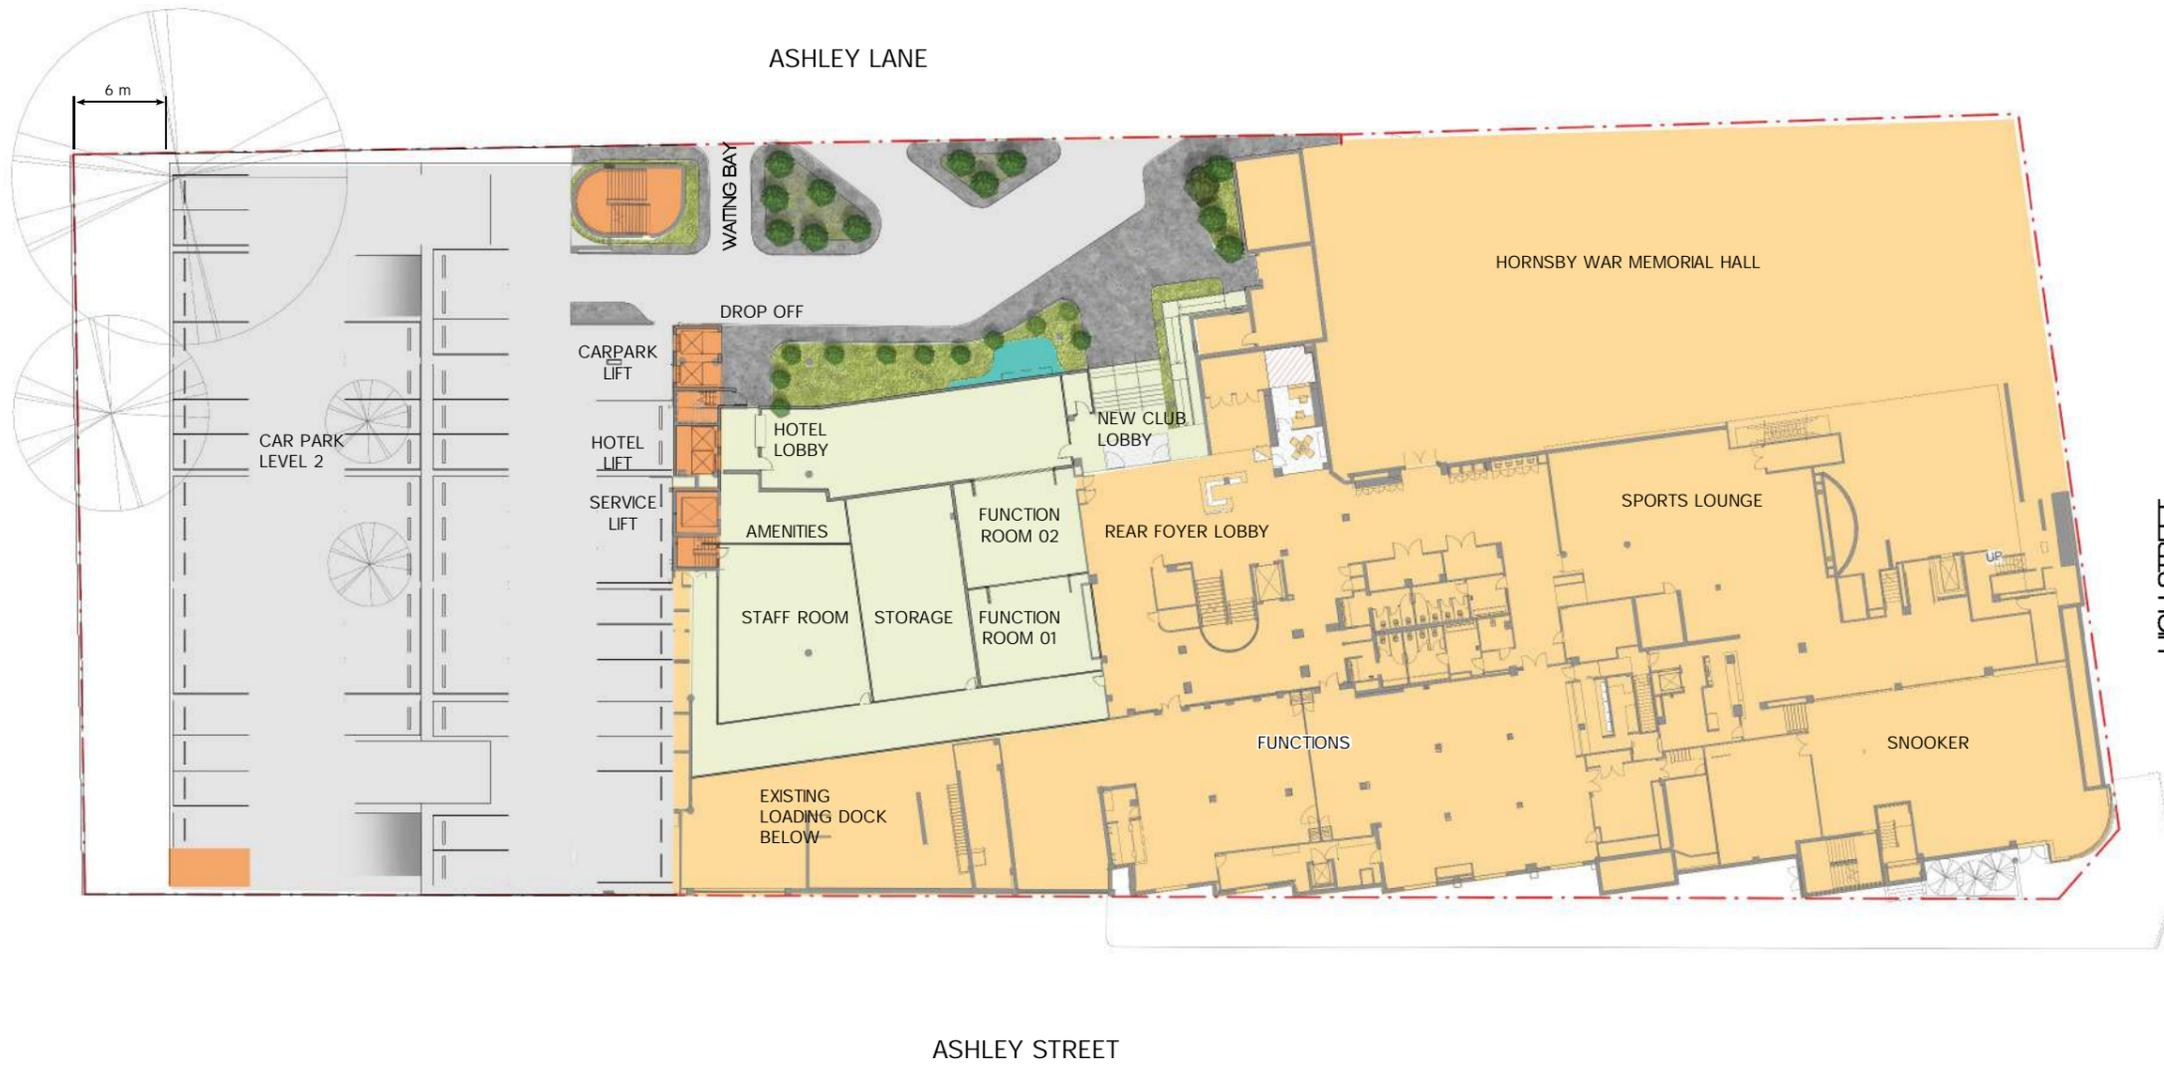 ASHLEY LANE
6 m
WAITING BAY
HORNSBY WAR MEMORIAL HALL
DROP OFF
CARPARK
LIFT
NEW CLUB
LOBBY
HOTEL
LOBBY
CAR PARK
LEVEL 2
HOTEL
LIFT
SERVICE
LIFT
SPORTS LOUNGE
FUNCTION
ROOM 02
AMENITIES
REAR FOYER LOBBY
UP
STAFF ROOM
STORAGE
FUNCTION
ROOM 01
FUNCTIONS
SNOOKER
EXISTING
LOADING DOCK
BELOW
ASHLEY STREET